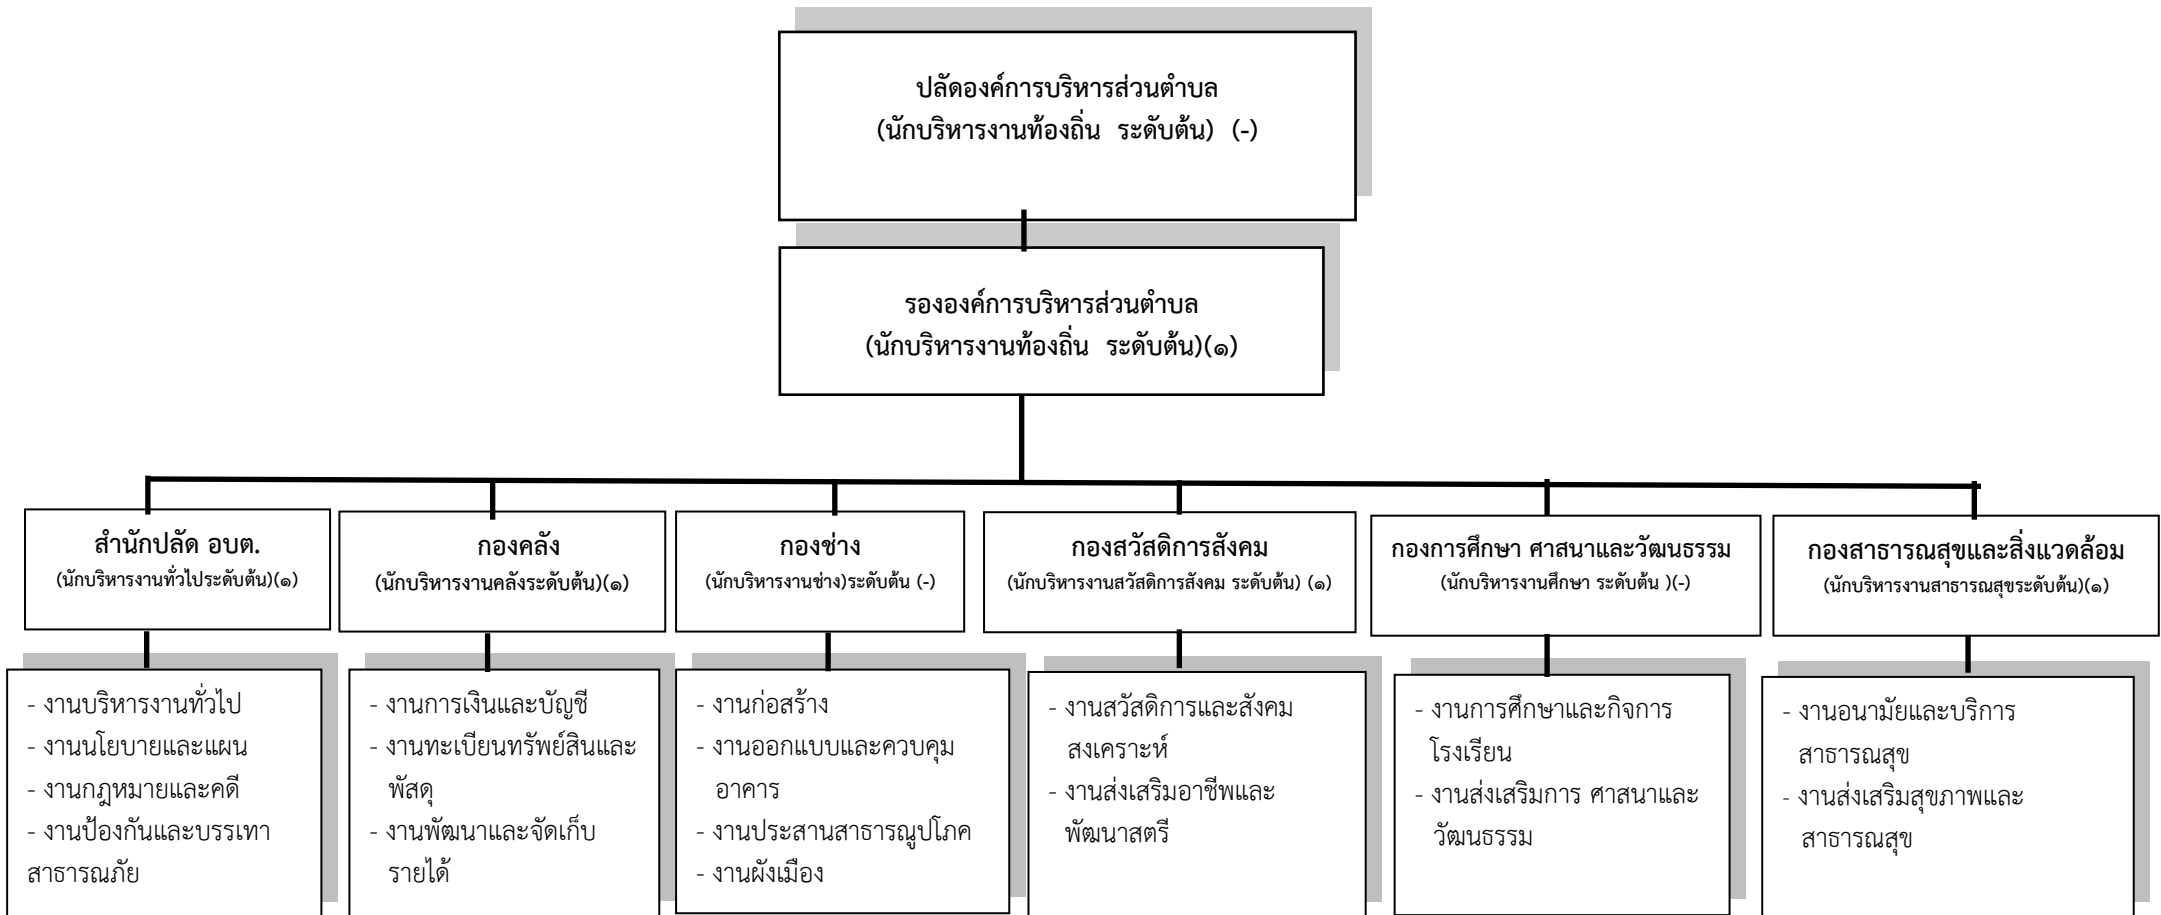 ปลัดองค์การบริหารส่วนตำบล
(นักบริหารงานท้องถิ่น ระดับต้น) (-)
รององค์การบริหารส่วนตำบล
(นักบริหารงานท้องถิ่น ระดับต้น)(๑)
สำนักปลัด อบต.
(นักบริหารงานทั่วไประดับต้น)(๑)
กองคลัง
(นักบริหารงานคลังระดับต้น)(๑)
กองช่าง
(นักบริหารงานช่าง)ระดับต้น (-)
กองสวัสดิการสังคม
(นักบริหารงานสวัสดิการสังคม ระดับต้น) (๑)
กองการศึกษา ศาสนาและวัฒนธรรม
(นักบริหารงานศึกษา ระดับต้น )(-)
กองสาธารณสุขและสิ่งแวดล้อม
(นักบริหารงานสาธารณสุขระดับต้น)(๑)
- งานบริหารงานทั่วไป
- งานนโยบายและแผน
- งานกฎหมายและคดี
- งานป้องกันและบรรเทา
สาธารณภัย
- งานการเงินและบัญชี
- งานทะเบียนทรัพย์สินและ
พัสดุ
- งานพัฒนาและจัดเก็บ
รายได้
- งานก่อสร้าง
- งานออกแบบและควบคุม
อาคาร
- งานประสานสาธารณูปโภค
- งานผังเมือง
- งานสวัสดิการและสังคม
สงเคราะห์
- งานส่งเสริมอาชีพและ
พัฒนาสตรี
- งานการศึกษาและกิจการ
โรงเรียน
- งานส่งเสริมการ ศาสนาและ
วัฒนธรรม
- งานอนามัยและบริการ
สาธารณสุข
- งานส่งเสริมสุขภาพและ
สาธารณสุข